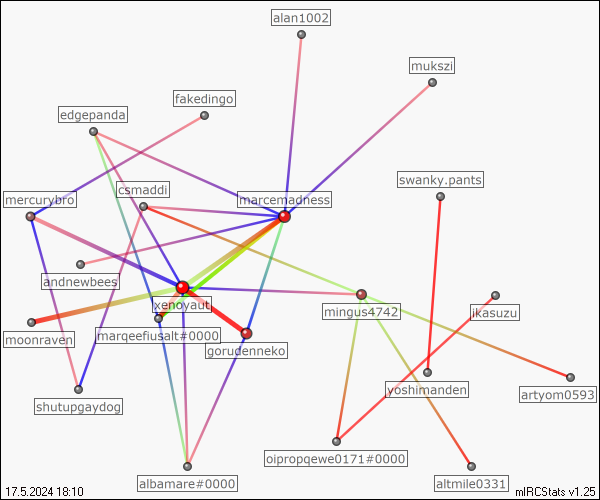 alan1002
mukszi
fakedingo
edgepanda
swanky.pants
csmaddi
mercurybro
marcemadness
andnewbees
xenoyaut
mingus4742
ikasuzu
moonraven
marqeefiusalt#0000
gorudenneko
yoshimanden
artyom0593
shutupgaydog
oipropqewe0171#0000
albamare#0000
altmile0331
17.5.2024 18:10
mIRCStats v1.25